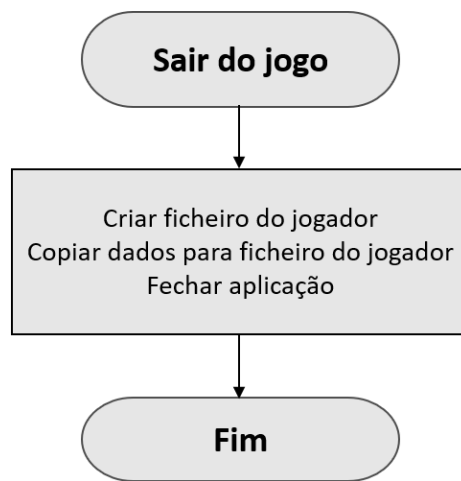 Sair do jogo
Criar ficheiro do jogador
Copiar dados para ficheiro do jogador
Fechar aplicação
Fim